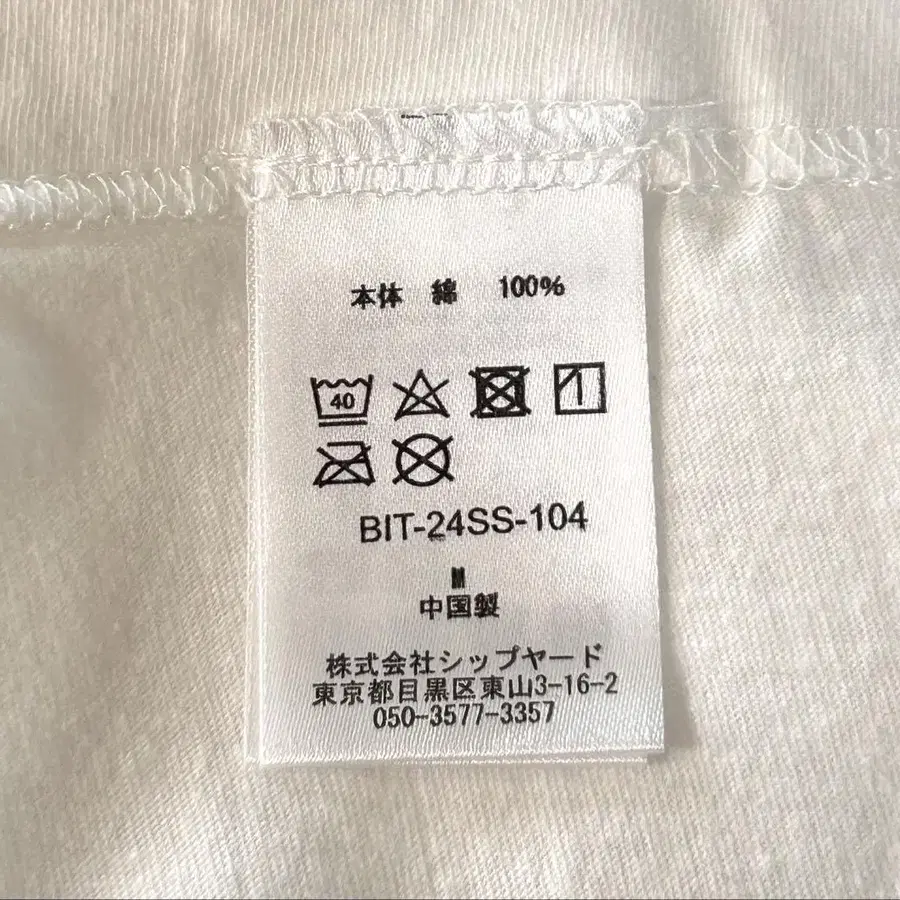 本体 綿 100%
40
BIT-24SS-104
M
中国製
株式会社シップヤード
東京都目黒区東山3-16-2
050-3577-3357